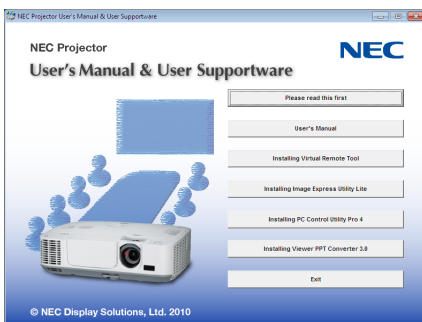 NEC Projector User's Manual & User Supportware
NEC Projector
NEC
User's Manual & User Supportware
Please read this first
User's Manual
Installing Virtual Remote Tool
Installing Image Express Utility Lite
Installing PC Control Utility Pro 4
Installing Viewer PPT Converter 3.0
Exit
© NEC Display Solutions, Ltd. 2010